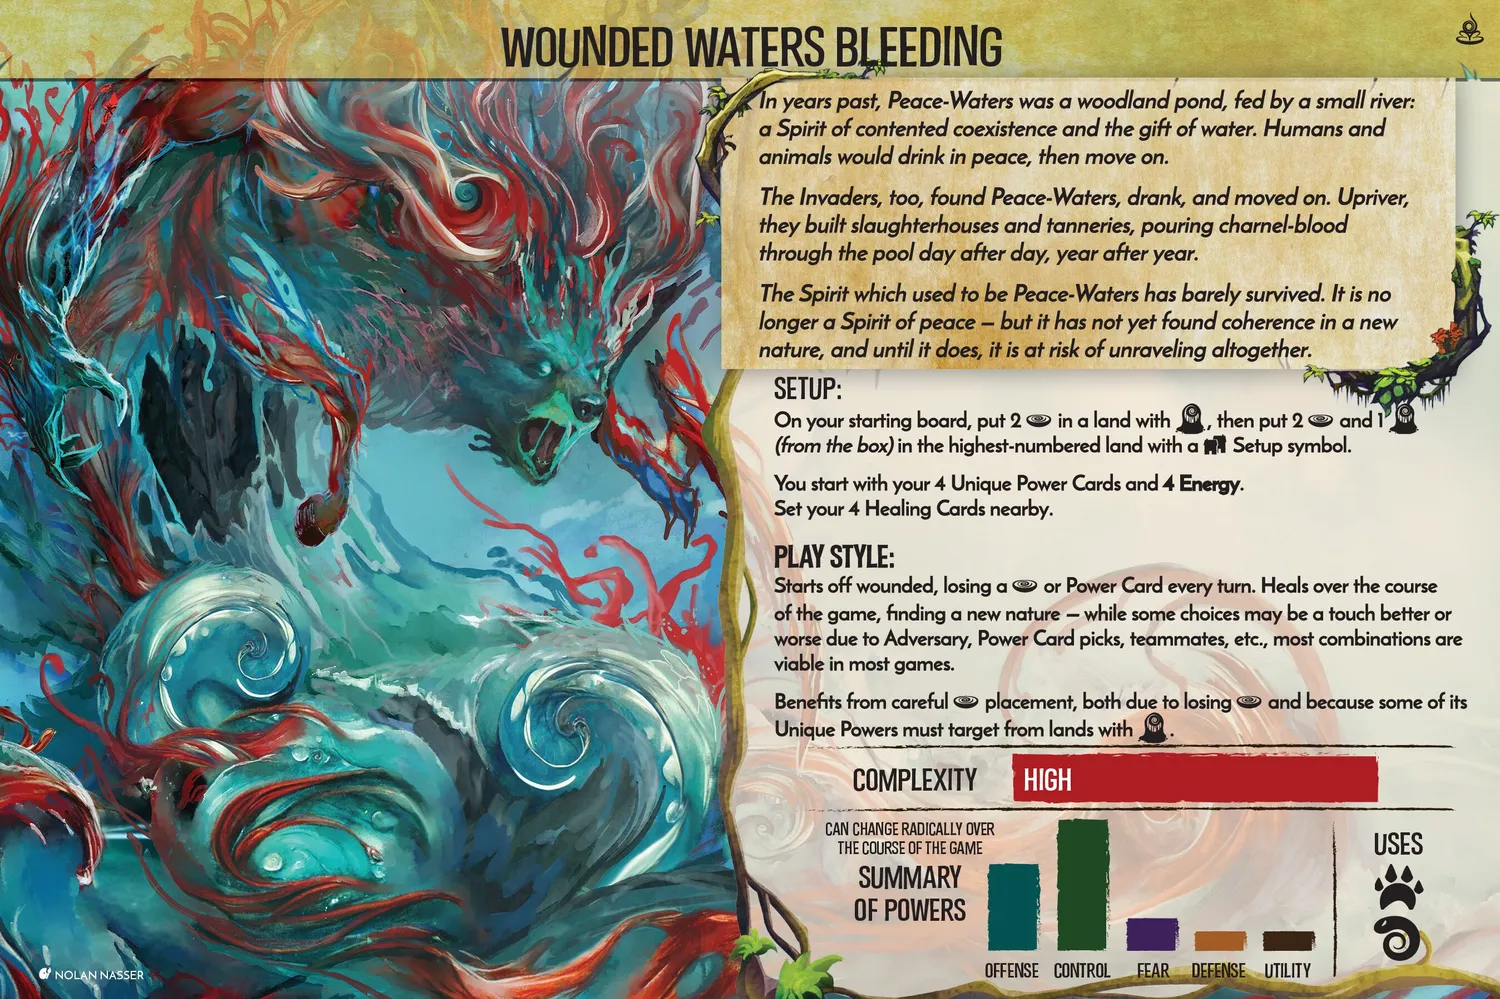 WOUNDED WATERS BLEEDING
In years past, Peace-Waters was a woodland pond, fed by a small river:
a Spirit of contented coexistence and the gift of water. Humans and
animals would drink in peace, then move on.
The Invaders, too, found Peace-Waters, drank, and moved on. Upriver,
they built slaughterhouses and tanneries, pouring charnel-blood
through the pool day after day, year after year.
The Spirit which used to be Peace-Waters has barely survived. It is no
longer a Spirit of peace – but it has not yet found coherence in a new
nature, and until it does, it is at risk of unraveling altogether.
SETUP:
On your starting board, put 2 in a land with , then put 2 and 1
(from the box) in the highest-numbered land with a Setup symbol.
You start with your 4 Unique Power Cards and 4 Energy.
Set your 4 Healing Cards nearby.
PLAY STYLE:
Starts off wounded, losing a or Power Card every turn. Heals over the course
of the game, finding a new nature – while some choices may be a touch better or
worse due to Adversary, Power Card picks, teammates, etc., most combinations are
viable in most games.
Benefits from careful placement, both due to losing and because some of its
Unique Powers must target from lands with .
COMPLEXITY HIGH
CAN CHANGE RADICALLY OVER
THE COURSE OF THE GAME
SUMMARY
OF POWERS
OFFENSE CONTROL FEAR DEFENSE UTILITY
USES
NOLAN NASSER